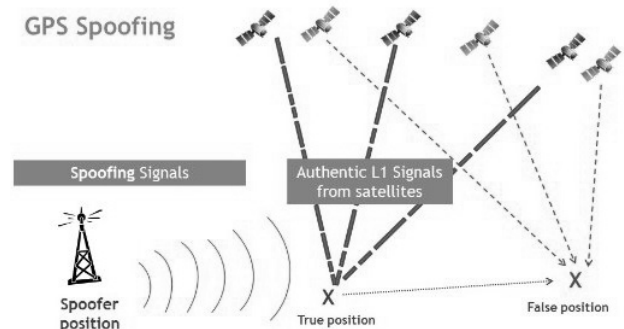 GPS Spoofing
Spoofing Signals
Authentic L1 Signals
from satellites
Spoofer
position
X
True position
X
False position